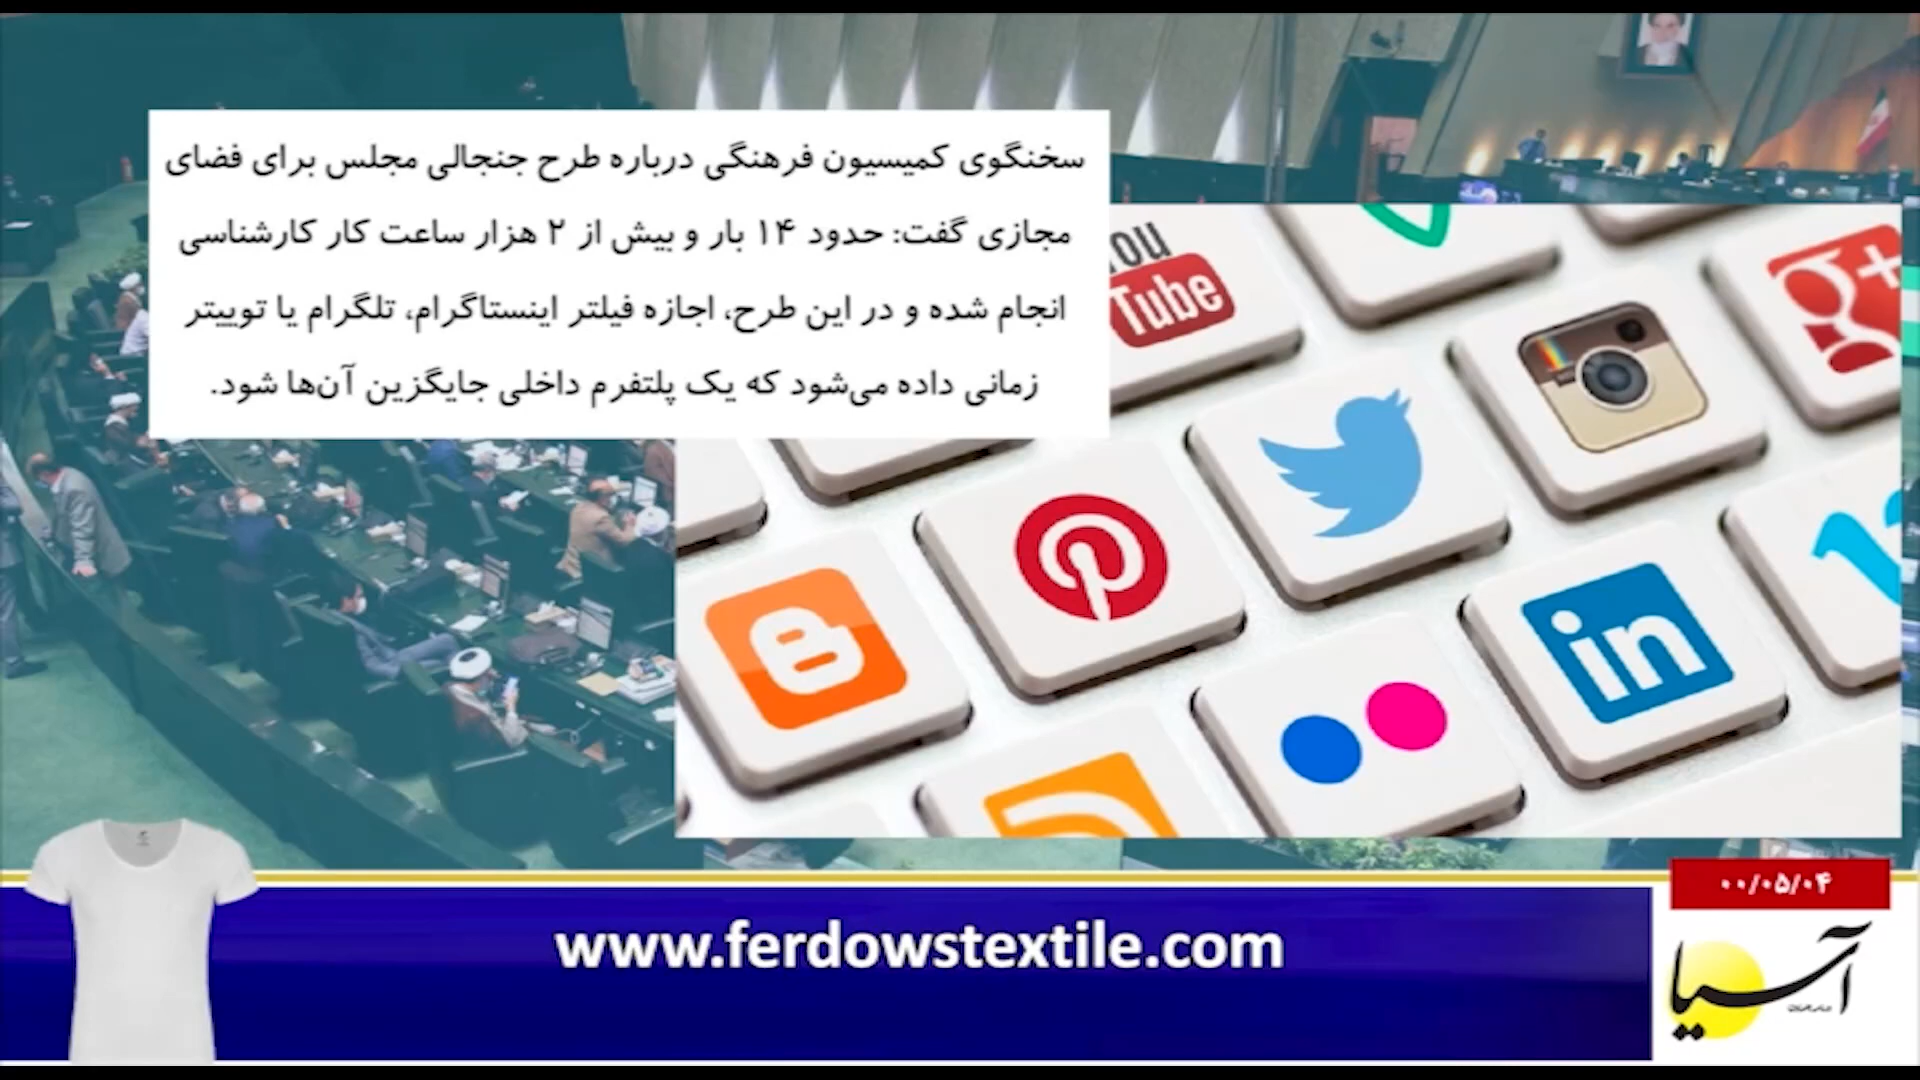 سخنگوی کمیسیون فرهنگی درباره طرح جنجالی مجلس برای فضای
مجازی گفت: حدود ۱۴ بار و بیش از ۲ هزار ساعت کار کارشناسی
انجام شده و در این طرح، اجازه فیلتر اینستاگرام، تلگرام یا توییتر
زمانی داده می‌شود که یک پلتفرم داخلی جایگزین آن‌ها شود.
You
Tube
g+
in
۰۰/۰۵/۰۴
www.ferdowstextile.com
آسیا